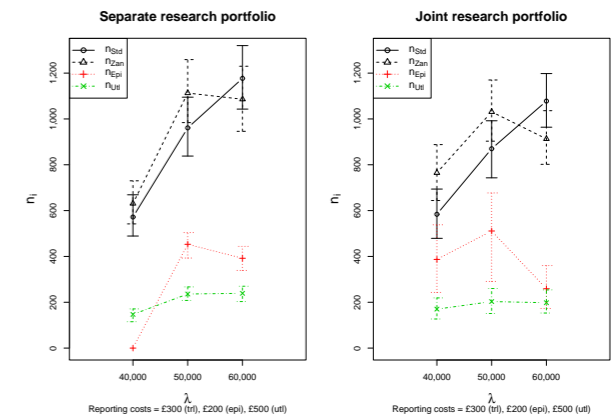 Separate research portfolio
n_Std
n_Zan
n_Epi
n_Utl
n_i
0
200
400
600
800
1,000
1,200
40,000
50,000
60,000
λ
Reporting costs = £300 (trl), £200 (epi), £500 (utl)
Joint research portfolio
n_Std
n_Zan
n_Epi
n_Utl
n_i
0
200
400
600
800
1,000
1,200
40,000
50,000
60,000
λ
Reporting costs = £300 (trl), £200 (epi), £500 (utl)